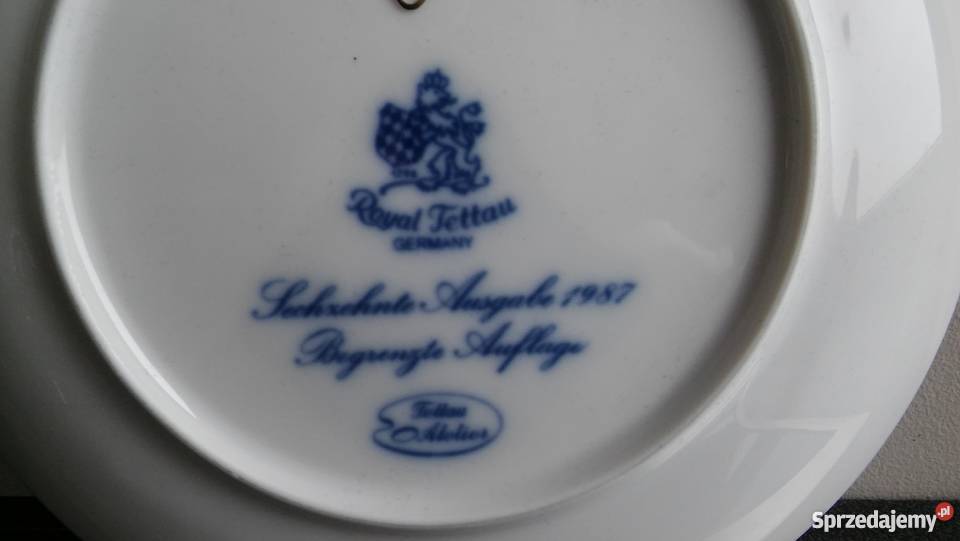 Royal Tettau
GERMANY
Sechzehnte Ausgabe 1987
Begrenzte Auflage
Tettau
Atelier
Sprzedajemy.pl